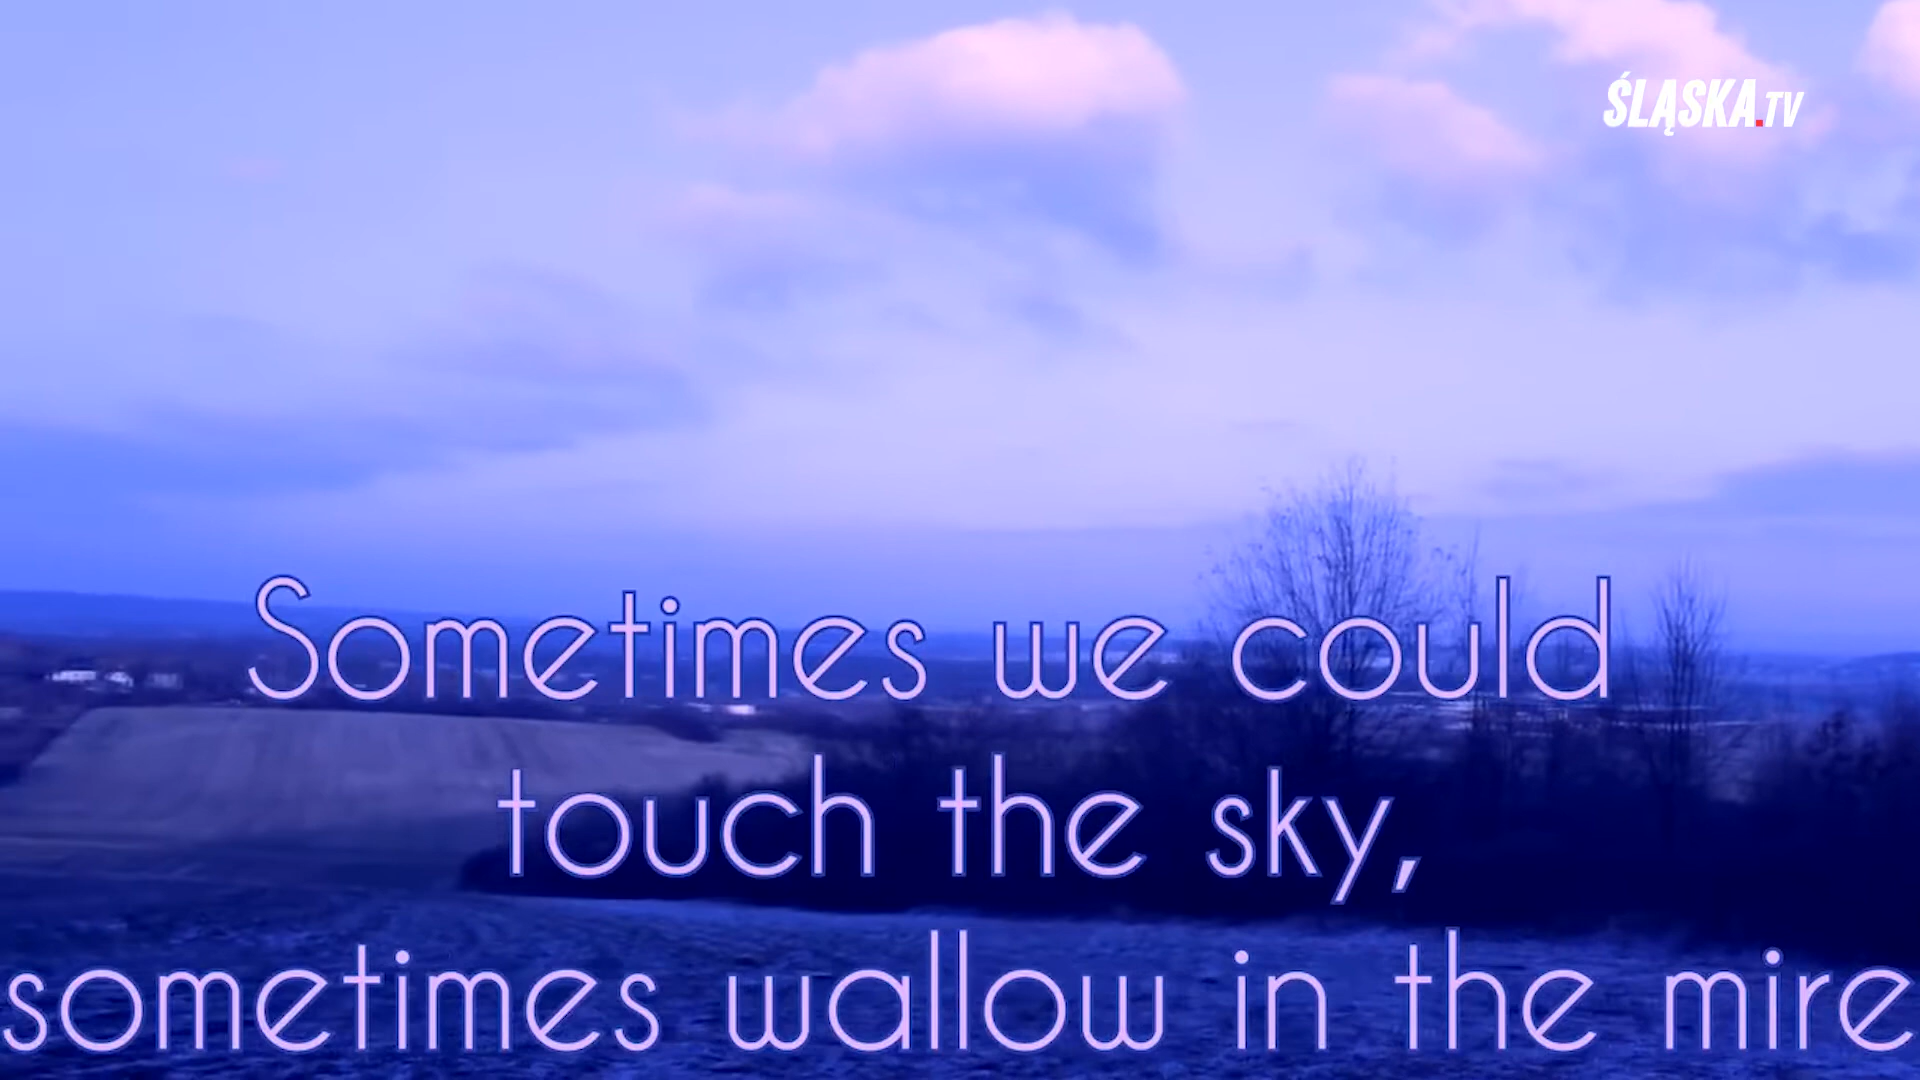 ŚLĄSKA.TV
Sometimes we could
touch the sky,
sometimes wallow in the mire